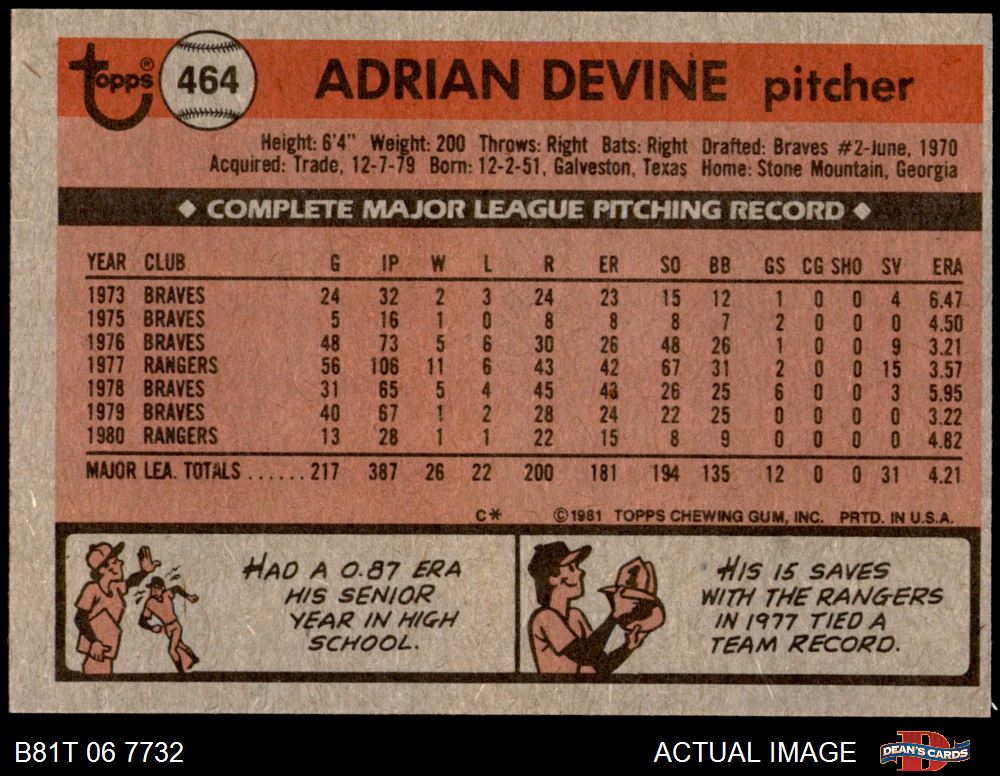 topps®
464
ADRIAN DEVINE pitcher
Height: 6'4" Weight: 200 Throws: Right Bats: Right Drafted: Braves #2-June, 1970
Acquired: Trade, 12-7-79 Born: 12-2-51, Galveston, Texas Home: Stone Mountain, Georgia
◆ COMPLETE MAJOR LEAGUE PITCHING RECORD ◆
YEAR CLUB G IP W L R ER SO BB GS CG SHO SV ERA
1973 BRAVES 24 32 2 3 24 23 15 12 1 0 0 4 6.47
1975 BRAVES 5 16 1 0 8 8 8 7 2 0 0 0 4.50
1976 BRAVES 48 73 5 6 30 26 48 26 1 0 0 9 3.21
1977 RANGERS 56 106 11 6 43 42 67 31 2 0 0 15 3.57
1978 BRAVES 31 65 5 4 45 43 26 25 6 0 0 3 5.95
1979 BRAVES 40 67 1 2 28 24 22 25 0 0 0 0 3.22
1980 RANGERS 13 28 1 1 22 15 8 9 0 0 0 0 4.82
MAJOR LEA. TOTALS ...... 217 387 26 22 200 181 194 135 12 0 0 31 4.21
C* ©1981 TOPPS CHEWING GUM, INC. PRTD. IN U.S.A.
HAD A 0.87 ERA
HIS SENIOR
YEAR IN HIGH
SCHOOL.
HIS 15 SAVES
WITH THE RANGERS
IN 1977 TIED A
TEAM RECORD.
B81T 06 7732 ACTUAL IMAGE DEAN'S CARDS